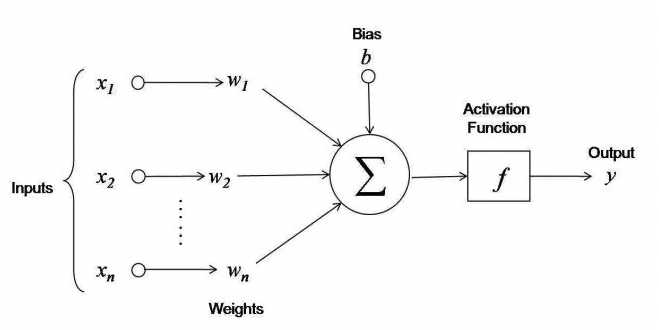 Bias
b
x1 w1
Activation
Function
Inputs
x2 w2
Σ
f
Output
y
xn wn
Weights